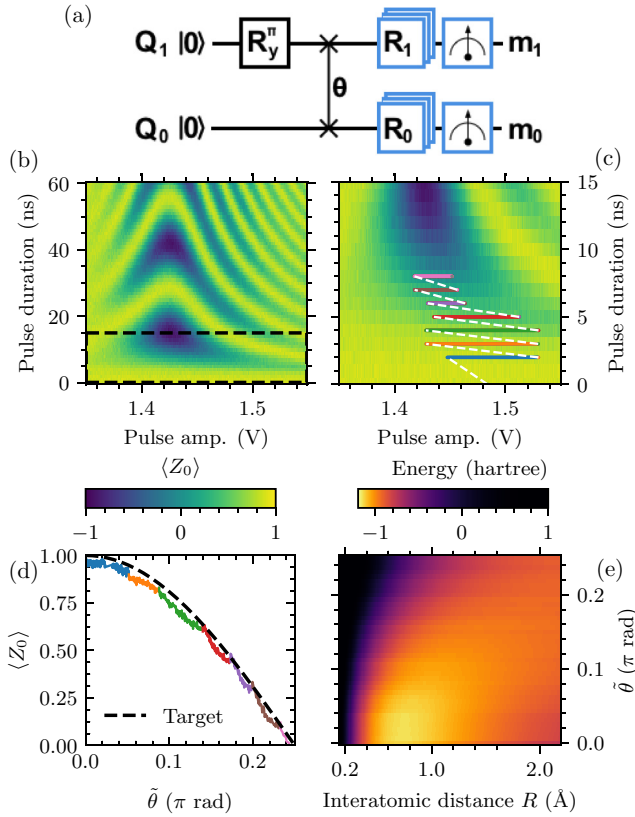 (a)
Q1 |0⟩ R_y^π R1 m1
θ
Q0 |0⟩ R0 m0
(b) (c)
60 15
40 10
20 5
0 0
Pulse duration (ns) Pulse duration (ns)
1.4 1.5 1.4 1.5
Pulse amp. (V) Pulse amp. (V)
⟨Z0⟩ Energy (hartree)
−1 0 1 −1 0 1
(d) (e)
1.00
0.75
0.50
0.25
0.00
⟨Z0⟩
Target
0.0 0.1 0.2
θ̃ (π rad)
0.2
0.1
0.0
θ̃ (π rad)
0.2 1.0 2.0
Interatomic distance R (Å)